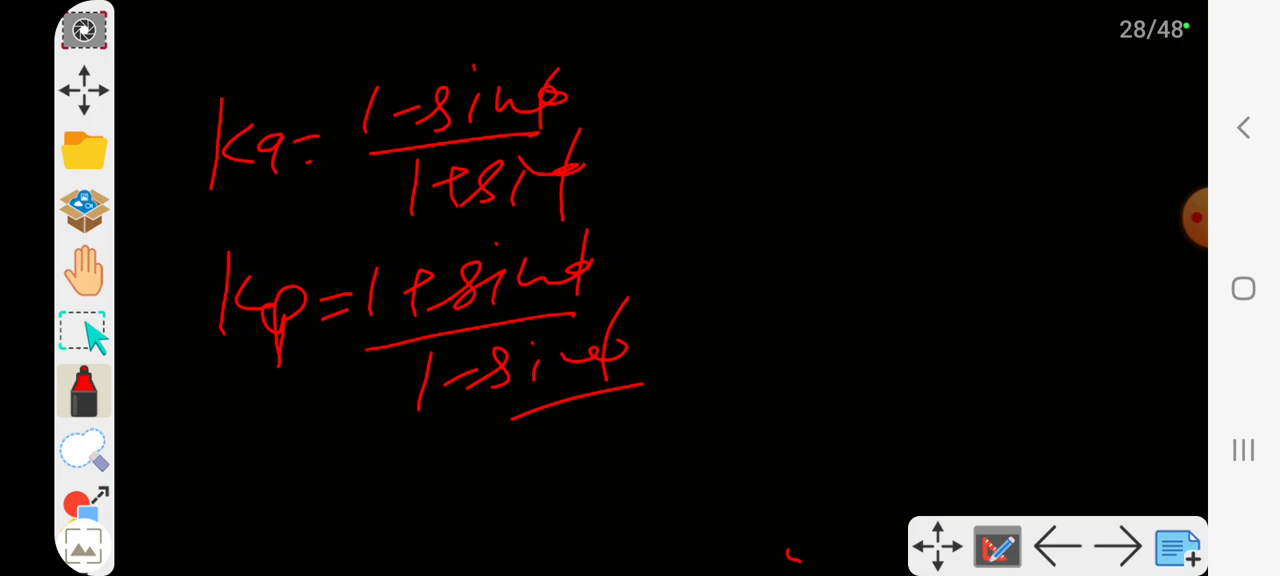 28/48
ka = 1-sinϕ
1+sinϕ
kp = 1+sinϕ
1-sinϕ